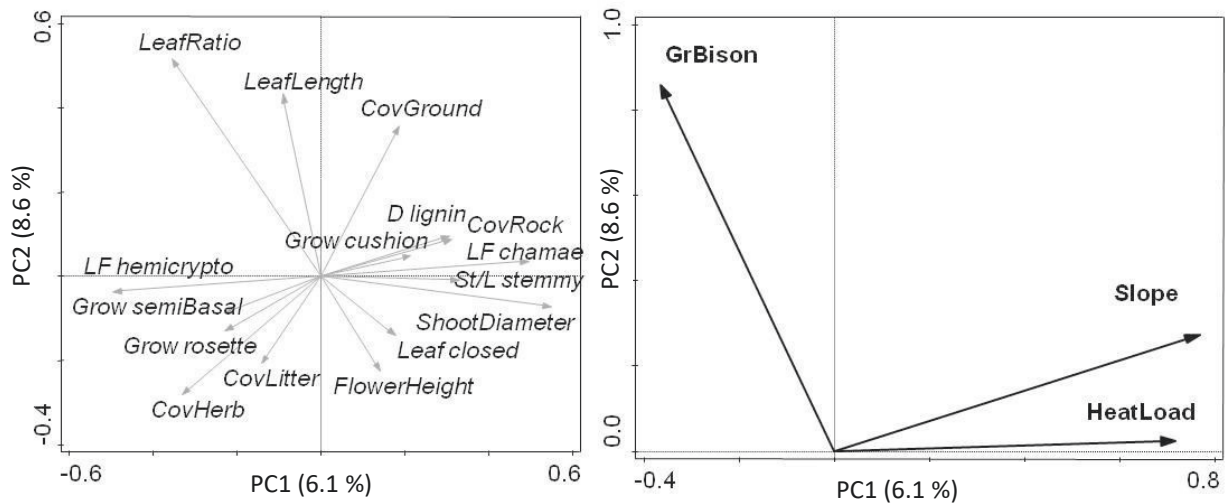 0.6
LeafRatio
LeafLength
CovGround
D lignin
CovRock
Grow cushion
LF chamae
LF hemicrypto
St/L stemmy
Grow semiBasal
ShootDiameter
Grow rosette
Leaf closed
CovLitter
FlowerHeight
CovHerb
-0.4
-0.6
0.6
PC1 (6.1 %)
PC2 (8.6 %)
1.0
GrBison
Slope
HeatLoad
0.0
-0.4
0.8
PC1 (6.1 %)
PC2 (8.6 %)